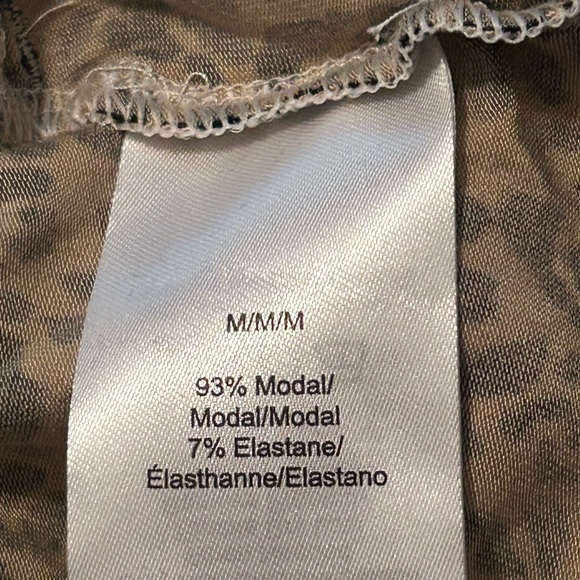 M/M/M
93% Modal/
Modal/Modal
7% Elastane/
Élasthanne/Elastano